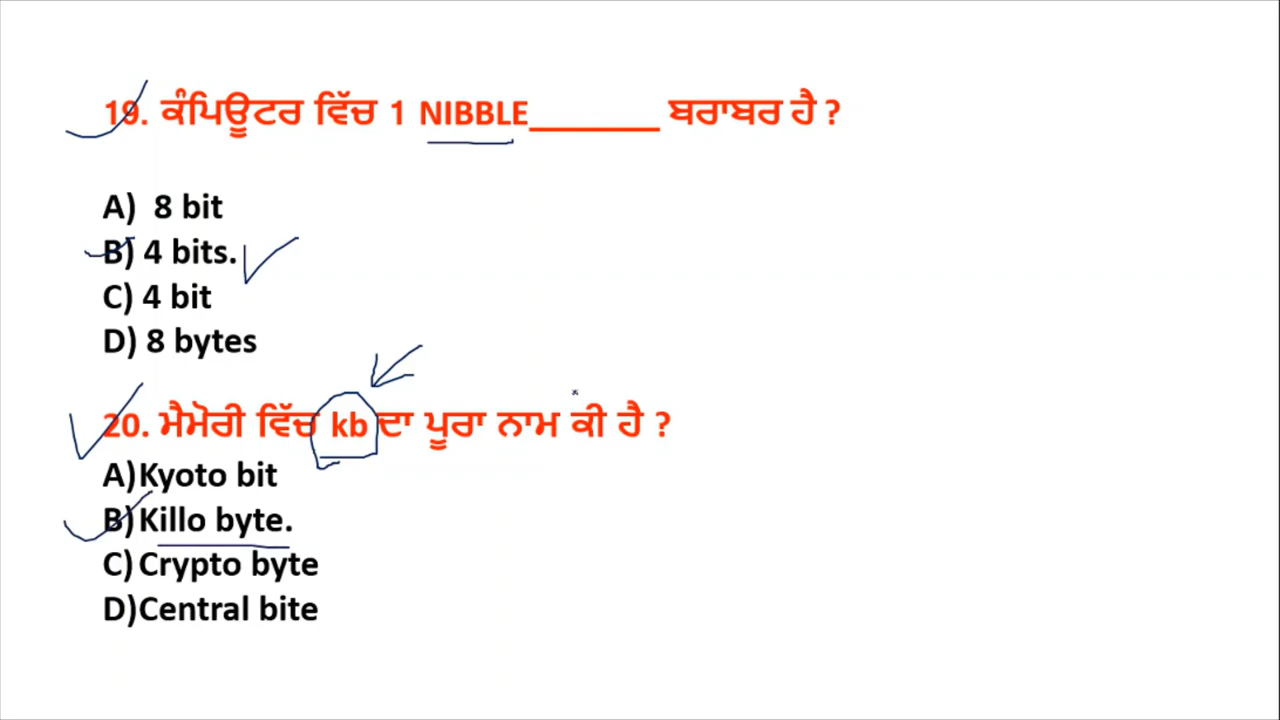 19. ਕੰਪਿਊਟਰ ਵਿੱਚ 1 NIBBLE_______ ਬਰਾਬਰ ਹੈ ?
A) 8 bit
B) 4 bits.
C) 4 bit
D) 8 bytes
20. ਮੈਮੋਰੀ ਵਿੱਚ kb ਦਾ ਪੂਰਾ ਨਾਮ ਕੀ ਹੈ ?
A)Kyoto bit
B)Killo byte.
C)Crypto byte
D)Central bite